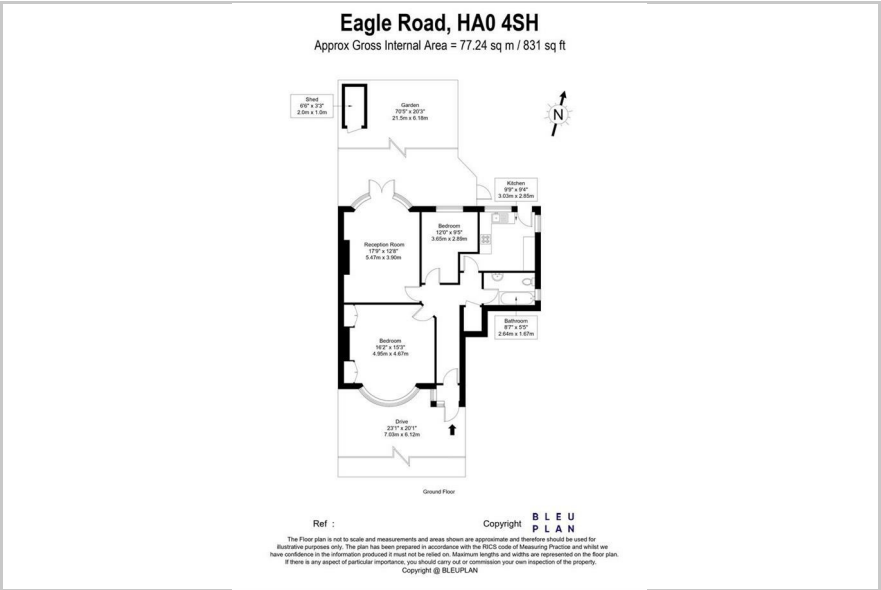 Eagle Road, HA0 4SH
Approx Gross Internal Area = 77.24 sq m / 831 sq ft
Shed
6'6" x 3'3"
2.0m x 1.0m
Garden
70'5" x 20'3"
21.5m x 6.18m
N
Kitchen
9'9" x 9'4"
3.03m x 2.85m
Bedroom
12'0" x 9'5"
3.65m x 2.89m
Reception Room
17'9" x 12'8"
5.47m x 3.90m
Bathroom
8'7" x 5'5"
2.64m x 1.67m
Bedroom
16'2" x 15'3"
4.95m x 4.67m
Drive
23'1" x 20'1"
7.03m x 6.12m
Ground Floor
Ref :
Copyright
BLEU
PLAN
The Floor plan is not to scale and measurements and areas shown are approximate and therefore should be used for
illustrative purposes only. The plan has been prepared in accordance with the RICS code of Measuring Practice and whilst we
have confidence in the information produced it must not be relied on. Maximum lengths and widths are represented on the floor plan.
If there is any aspect of particular importance, you should carry out or commission your own inspection of the property.
Copyright @ BLEUPLAN